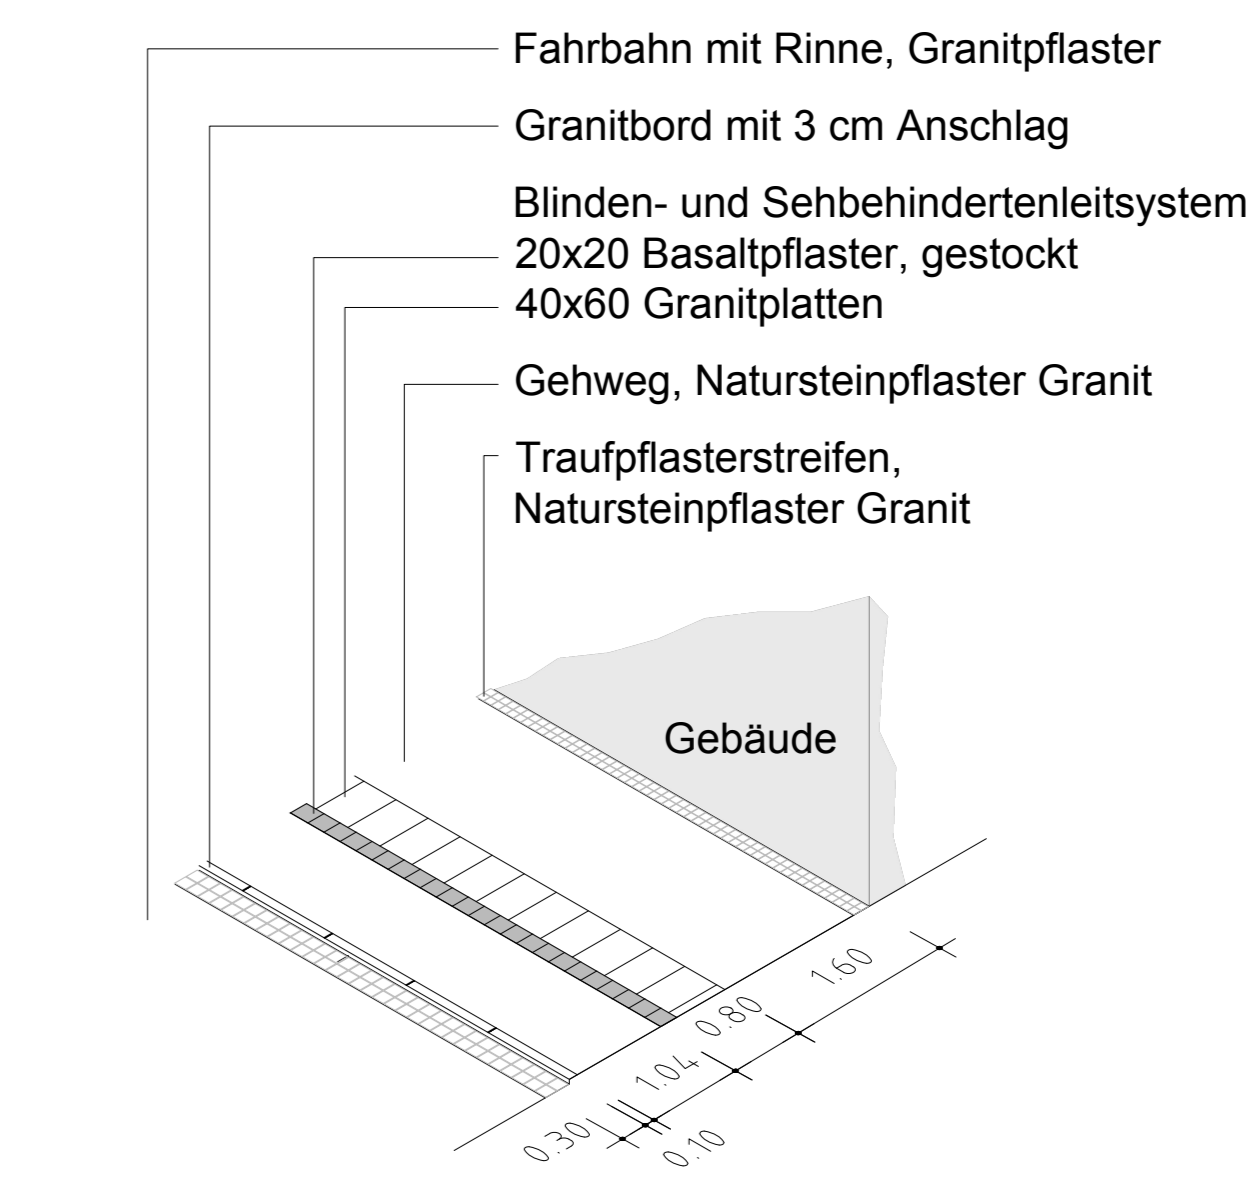 Fahrbahn mit Rinne, Granitpflaster
Granitbord mit 3 cm Anschlag
Blinden- und Sehbehindertenleitsystem
20x20 Basaltpflaster, gestockt
40x60 Granitplatten
Gehweg, Natursteinpflaster Granit
Traufpflasterstreifen,
Natursteinpflaster Granit
Gebäude
1.60
0.80
1.04
0.30
0.10